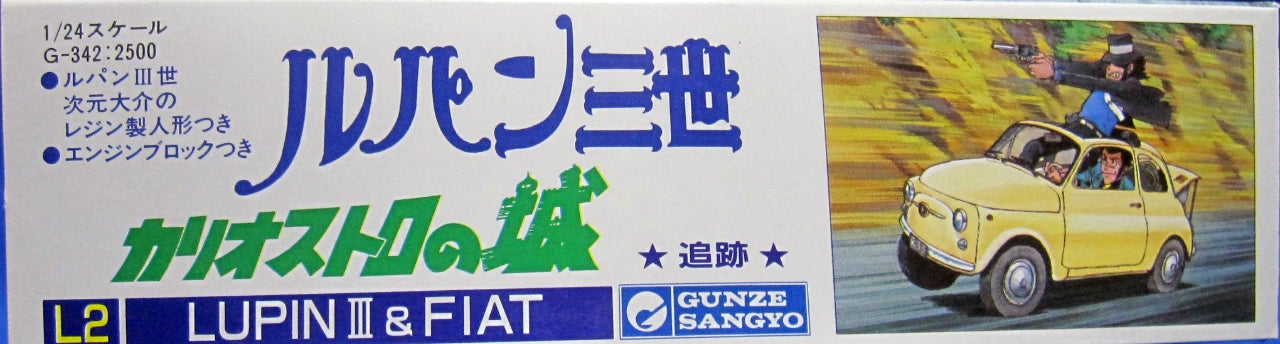 1/24スケール
G-342:2500
●ルパンⅢ世
次元大介の
レジン製人形つき
●エンジンブロックつき
ルパン三世
カリオストロの城
★追跡★
L2
LUPIN Ⅲ & FIAT
GUNZE
SANGYO